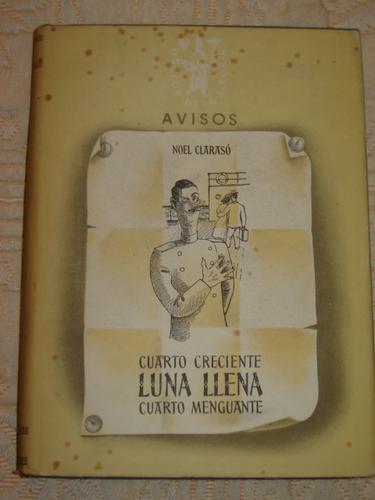 AVISOS
NOEL CLARASÓ
CUARTO CRECIENTE
LUNA LLENA
CUARTO MENGUANTE